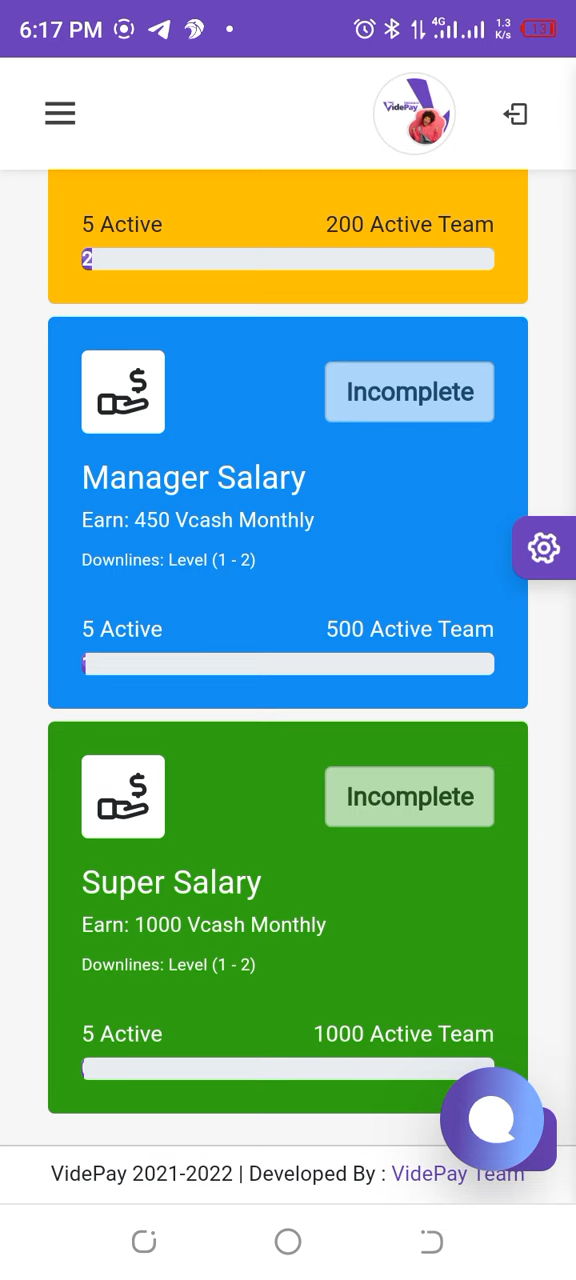 6:17 PM
4G
1.3
K/s
13
VidePay
5 Active
200 Active Team
2
Incomplete
Manager Salary
Earn: 450 Vcash Monthly
Downlines: Level (1 - 2)
5 Active
500 Active Team
Incomplete
Super Salary
Earn: 1000 Vcash Monthly
Downlines: Level (1 - 2)
5 Active
1000 Active Team
VidePay 2021-2022 | Developed By : VidePay Team